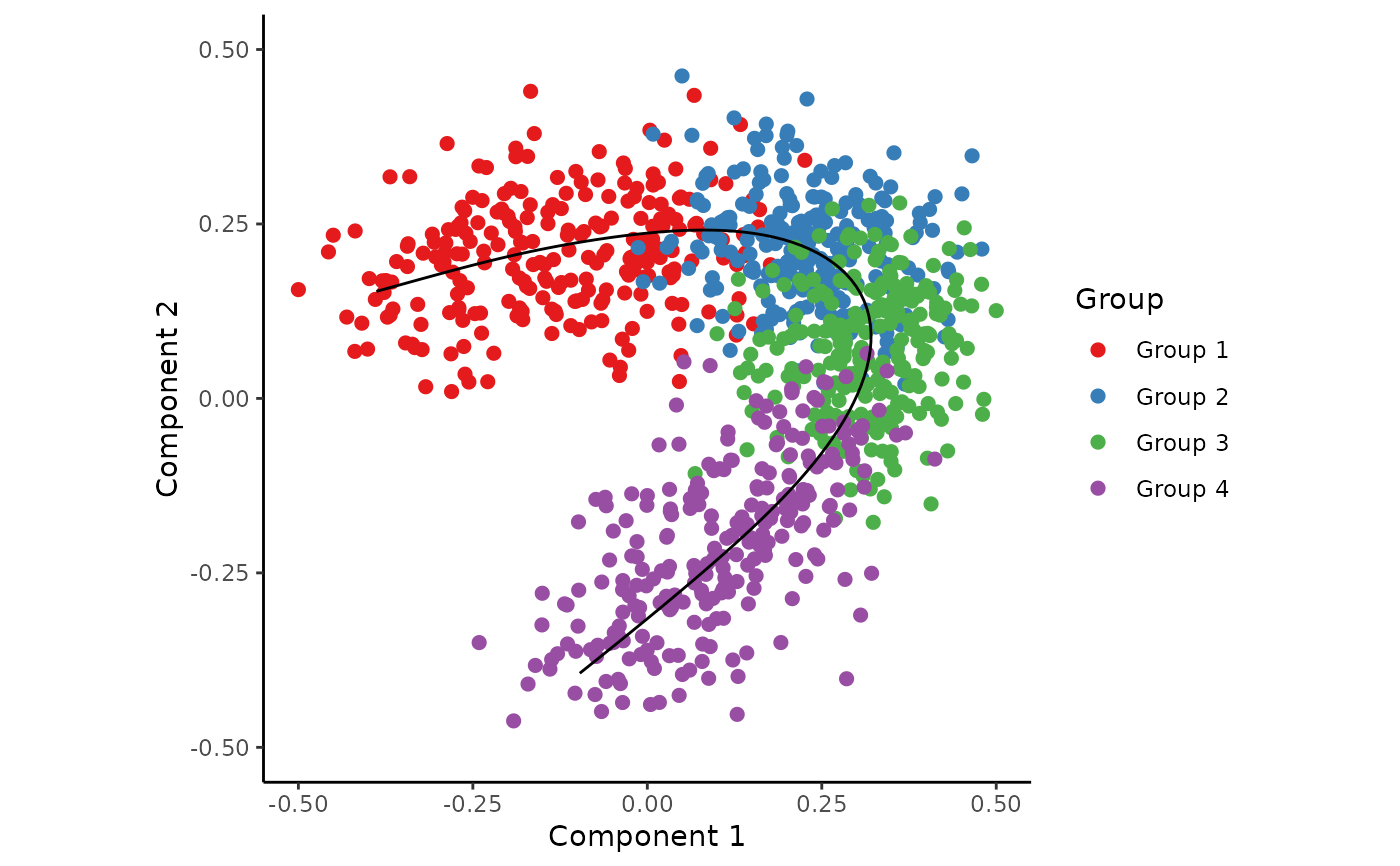 0.50
0.25
0.00
-0.25
-0.50
Component 2
-0.50 -0.25 0.00 0.25 0.50
Component 1
Group
Group 1
Group 2
Group 3
Group 4